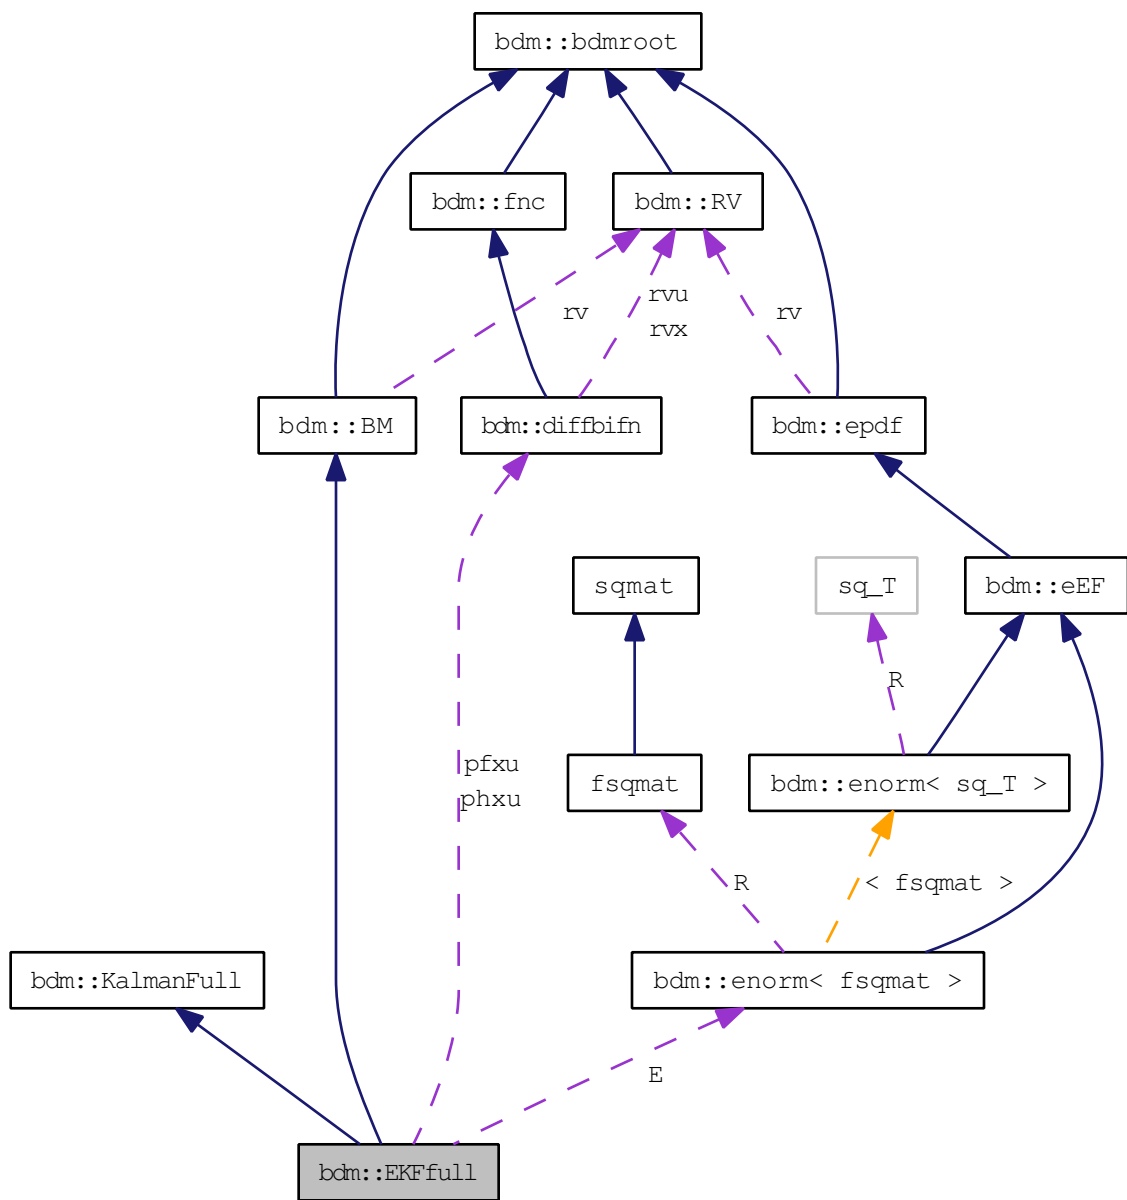 bdm::bdmroot
bdm::fnc
bdm::RV
rv
rvu
rvx
rv
bdm::BM
bdm::diffbifn
bdm::epdf
sqmat
sq_T
bdm::eEF
R
pfxu
phxu
fsqmat
bdm::enorm< sq_T >
R
< fsqmat >
bdm::KalmanFull
bdm::enorm< fsqmat >
E
bdm::EKFfull